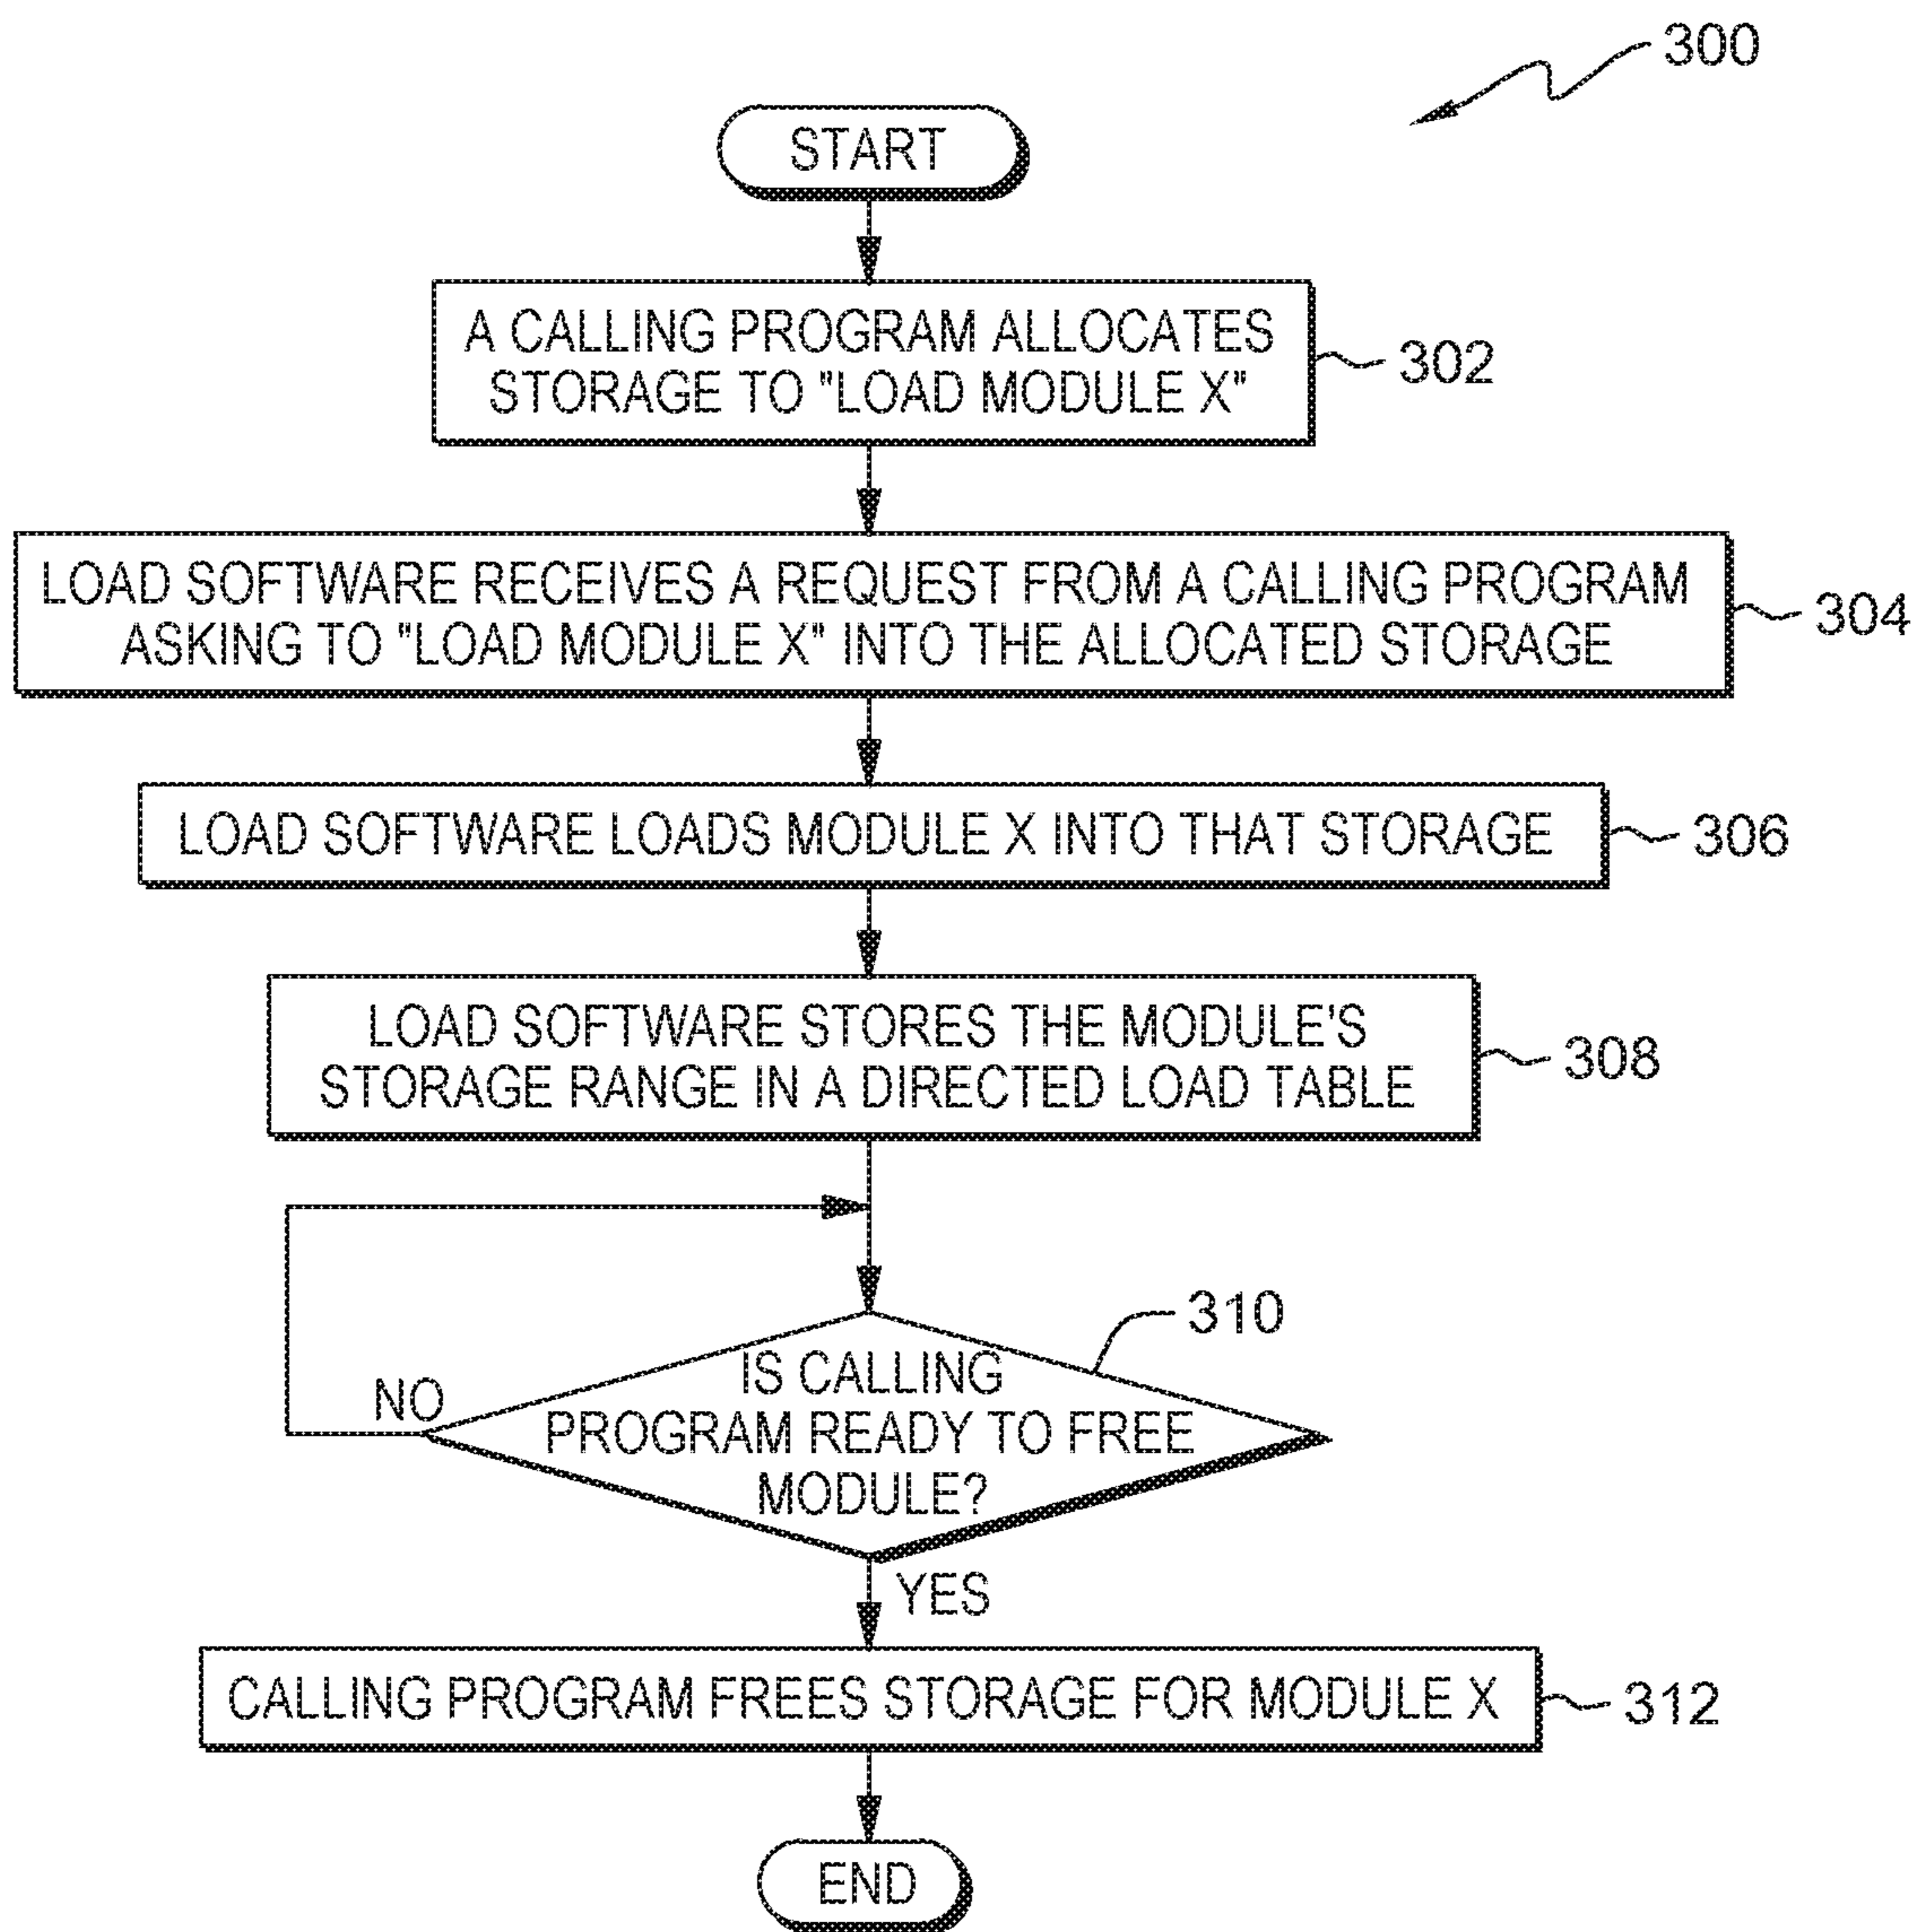 300
START
A CALLING PROGRAM ALLOCATES
STORAGE TO "LOAD MODULE X"
302
LOAD SOFTWARE RECEIVES A REQUEST FROM A CALLING PROGRAM
ASKING TO "LOAD MODULE X" INTO THE ALLOCATED STORAGE
304
LOAD SOFTWARE LOADS MODULE X INTO THAT STORAGE
306
LOAD SOFTWARE STORES THE MODULE'S
STORAGE RANGE IN A DIRECTED LOAD TABLE
308
310
IS CALLING
PROGRAM READY TO FREE
MODULE?
NO
YES
CALLING PROGRAM FREES STORAGE FOR MODULE X
312
END